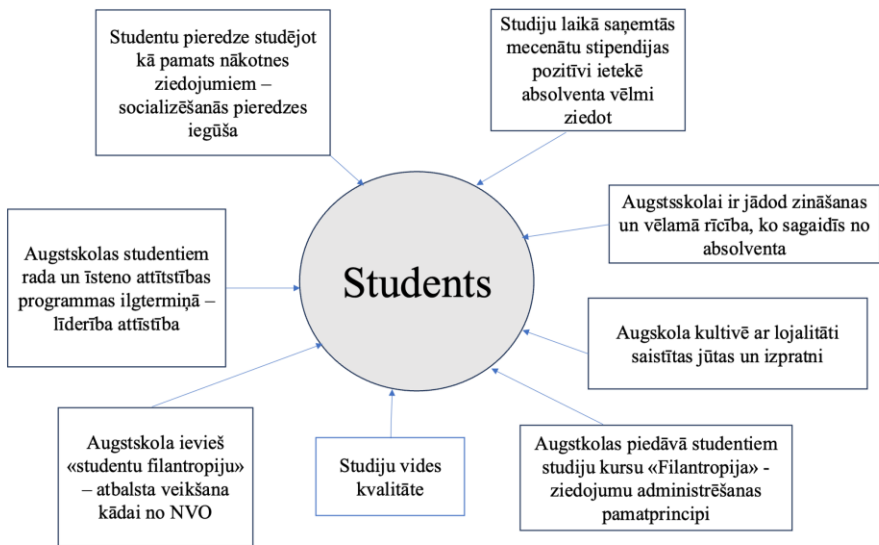 Studentu pieredze studējot
kā pamats nākotnes
ziedojumiem –
socializēšanās pieredzes
iegūša
Studiju laikā saņemtās
mecenātu stipendijas
pozitīvi ietekē
absolventa vēlmi
ziedot
Augstsskolai ir jādod zināšanas
un vēlamā rīcība, ko sagaidīs no
absolventa
Augstskolas studentiem
rada un īsteno attītstības
programmas ilgtermiņā –
līderība attīstība
Students
Augskola kultivē ar lojalitāti
saistītas jūtas un izpratni
Augstskola ievieš
«studentu filantropiju»
– atbalsta veikšana
kādai no NVO
Studiju vides
kvalitāte
Augstkolas piedāvā studentiem
studiju kursu «Filantropija» -
ziedojumu administrēšanas
pamatprincipi